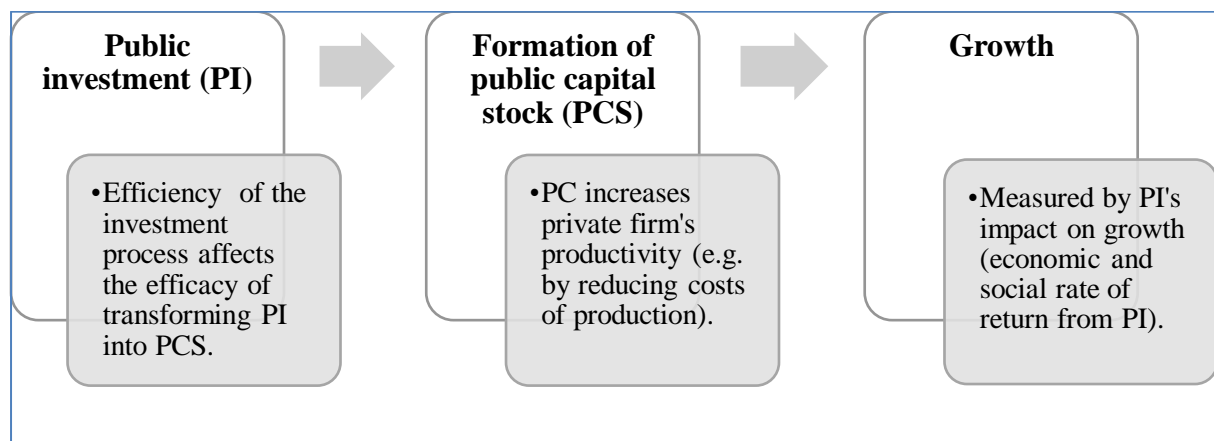 Public
investment (PI)
•Efficiency of the
investment
process affects
the efficacy of
transforming PI
into PCS.
Formation of
public capital
stock (PCS)
•PC increases
private firm's
productivity (e.g.
by reducing costs
of production).
Growth
•Measured by PI's
impact on growth
(economic and
social rate of
return from PI).